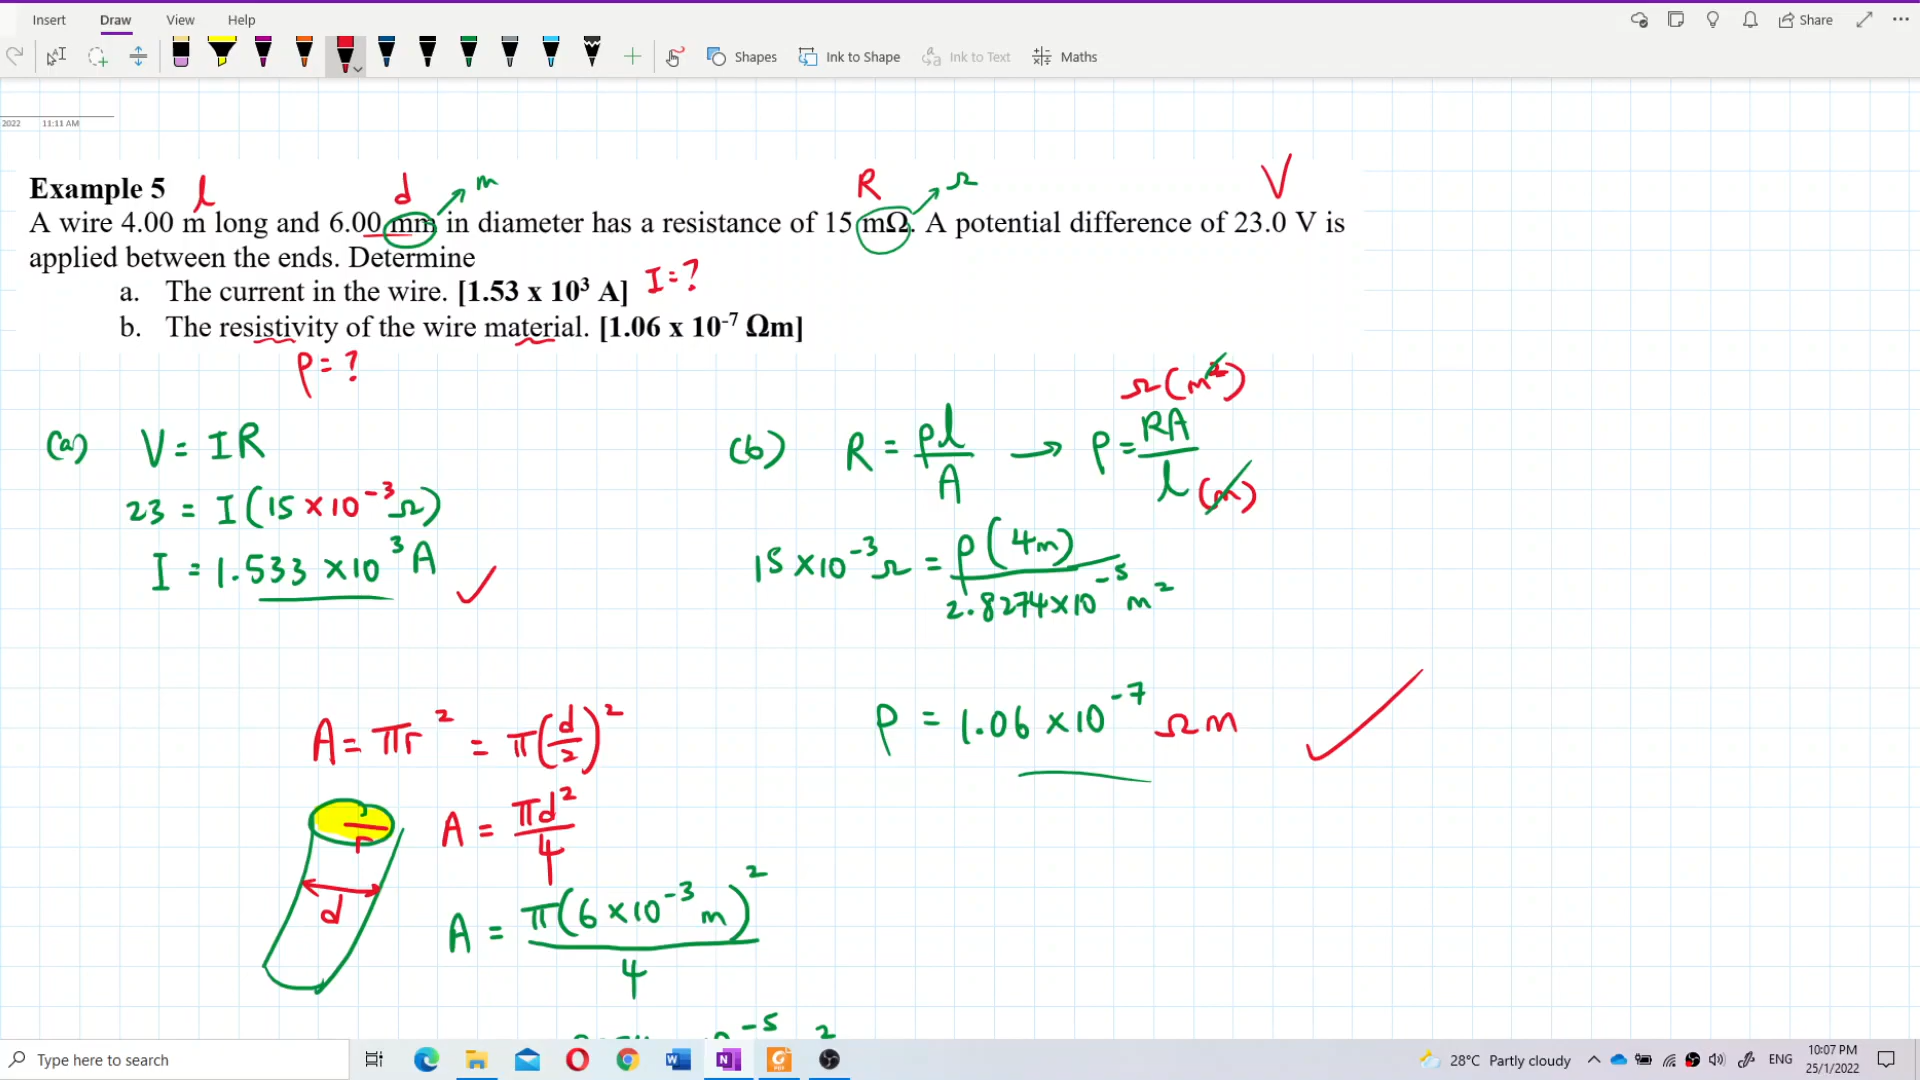 Insert Draw View Help Share
Shapes Ink to Shape Ink to Text Maths
2022 11:11 AM
Example 5 l d m R Ω V
A wire 4.00 m long and 6.00 mm in diameter has a resistance of 15 mΩ. A potential difference of 23.0 V is
applied between the ends. Determine
a. The current in the wire. [1.53 x 10³ A] I = ?
b. The resistivity of the wire material. [1.06 x 10⁻⁷ Ωm]
ρ = ?
(a) V = IR
23 = I (15 × 10⁻³ Ω)
I = 1.533 × 10³ A
(b) R = ρl/A → ρ = RA/l Ω(m²) (m)
15 × 10⁻³ Ω = ρ(4m)/2.8274 × 10⁻⁵ m²
ρ = 1.06 × 10⁻⁷ Ωm
A = πr² = π(d/2)²
A = πd²/4
r
d
A = π(6 × 10⁻³ m)²/4
Type here to search
28°C Partly cloudy ENG 10:07 PM
25/1/2022